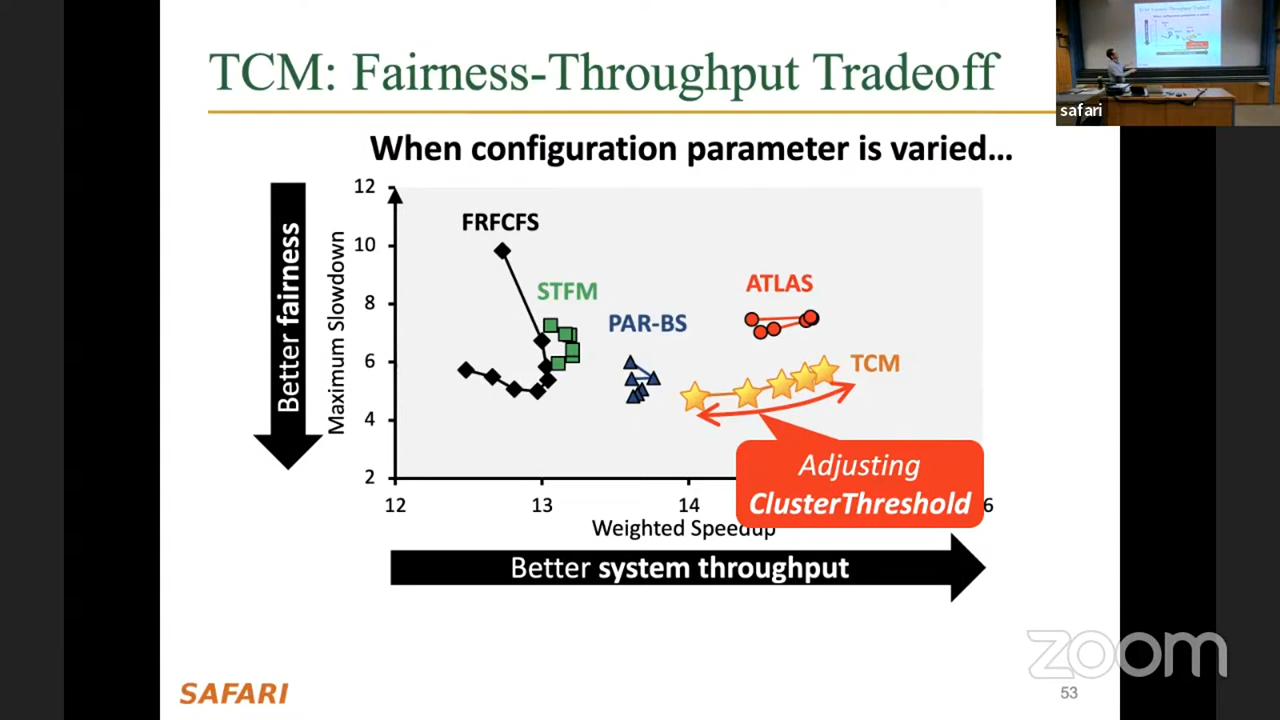 TCM: Fairness-Throughput Tradeoff
safari
When configuration parameter is varied...
Better fairness
Maximum Slowdown
12
10
8
6
4
2
FRFCFS
STFM
PAR-BS
ATLAS
TCM
Adjusting
ClusterThreshold
12
13
14
6
Weighted Speedup
Better system throughput
zoom
SAFARI
53